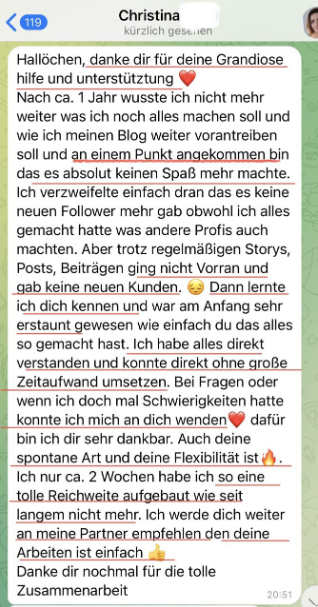 119
Christina
kürzlich gesehen
Hallöchen, danke dir für deine Grandiose
hilfe und unterstütztung ❤️
Nach ca. 1 Jahr wusste ich nicht mehr
weiter was ich noch alles machen soll und
wie ich meinen Blog weiter vorantreiben
soll und an einem Punkt angekommen bin
das es absolut keinen Spaß mehr machte.
Ich verzweifelte einfach dran das es keine
neuen Follower mehr gab obwohl ich alles
gemacht hatte was andere Profis auch
machten. Aber trotz regelmäßigen Storys,
Posts, Beiträgen ging nicht Vorran und
gab keine neuen Kunden. 😔 Dann lernte
ich dich kennen und war am Anfang sehr
erstaunt gewesen wie einfach du das alles
so gemacht hast. Ich habe alles direkt
verstanden und konnte direkt ohne große
Zeitaufwand umsetzen. Bei Fragen oder
wenn ich doch mal Schwierigkeiten hatte
konnte ich mich an dich wenden❤️ dafür
bin ich dir sehr dankbar. Auch deine
spontane Art und deine Flexibilität ist🔥.
Ich nur ca. 2 Wochen habe ich so eine
tolle Reichweite aufgebaut wie seit
langem nicht mehr. Ich werde dich weiter
an meine Partner empfehlen den deine
Arbeiten ist einfach 👍
Danke dir nochmal für die tolle
Zusammenarbeit
20:51